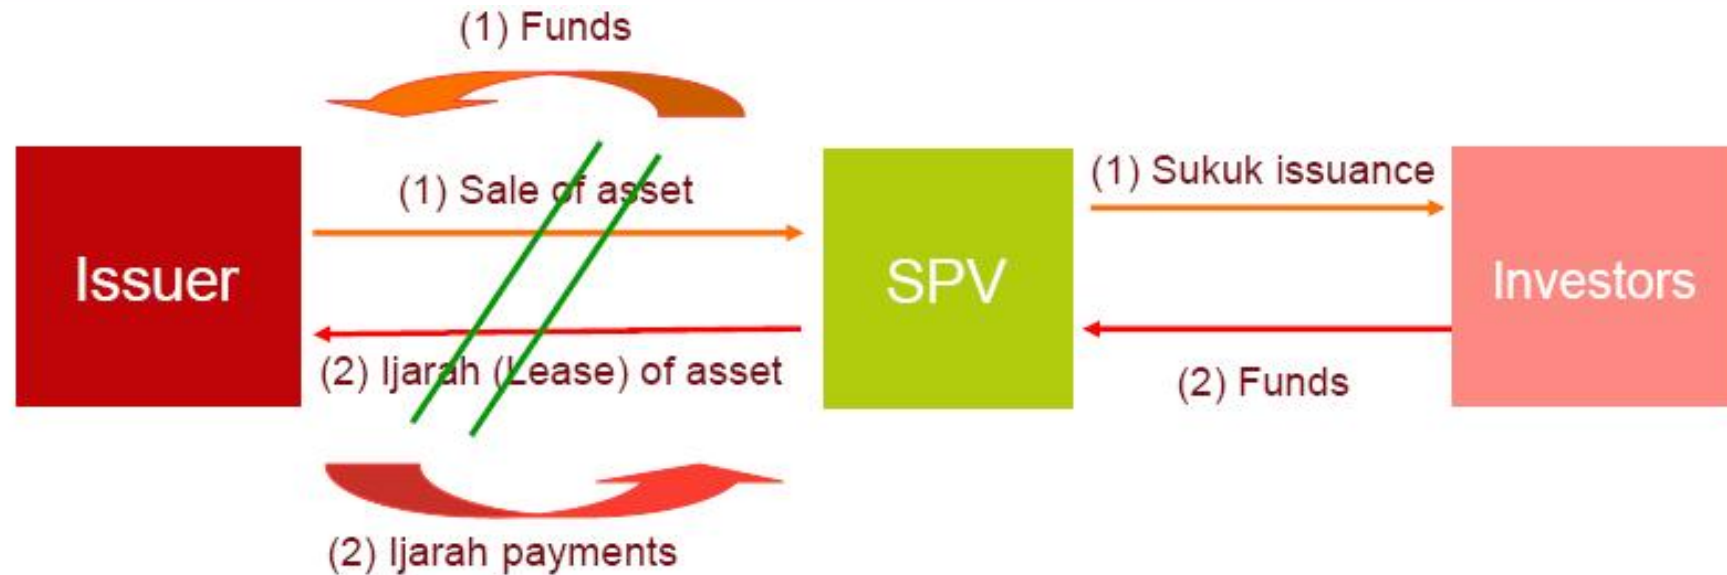 (1) Funds
(1) Sale of asset
(1) Sukuk issuance
Issuer
SPV
Investors
(2) Ijarah (Lease) of asset
(2) Funds
(2) Ijarah payments